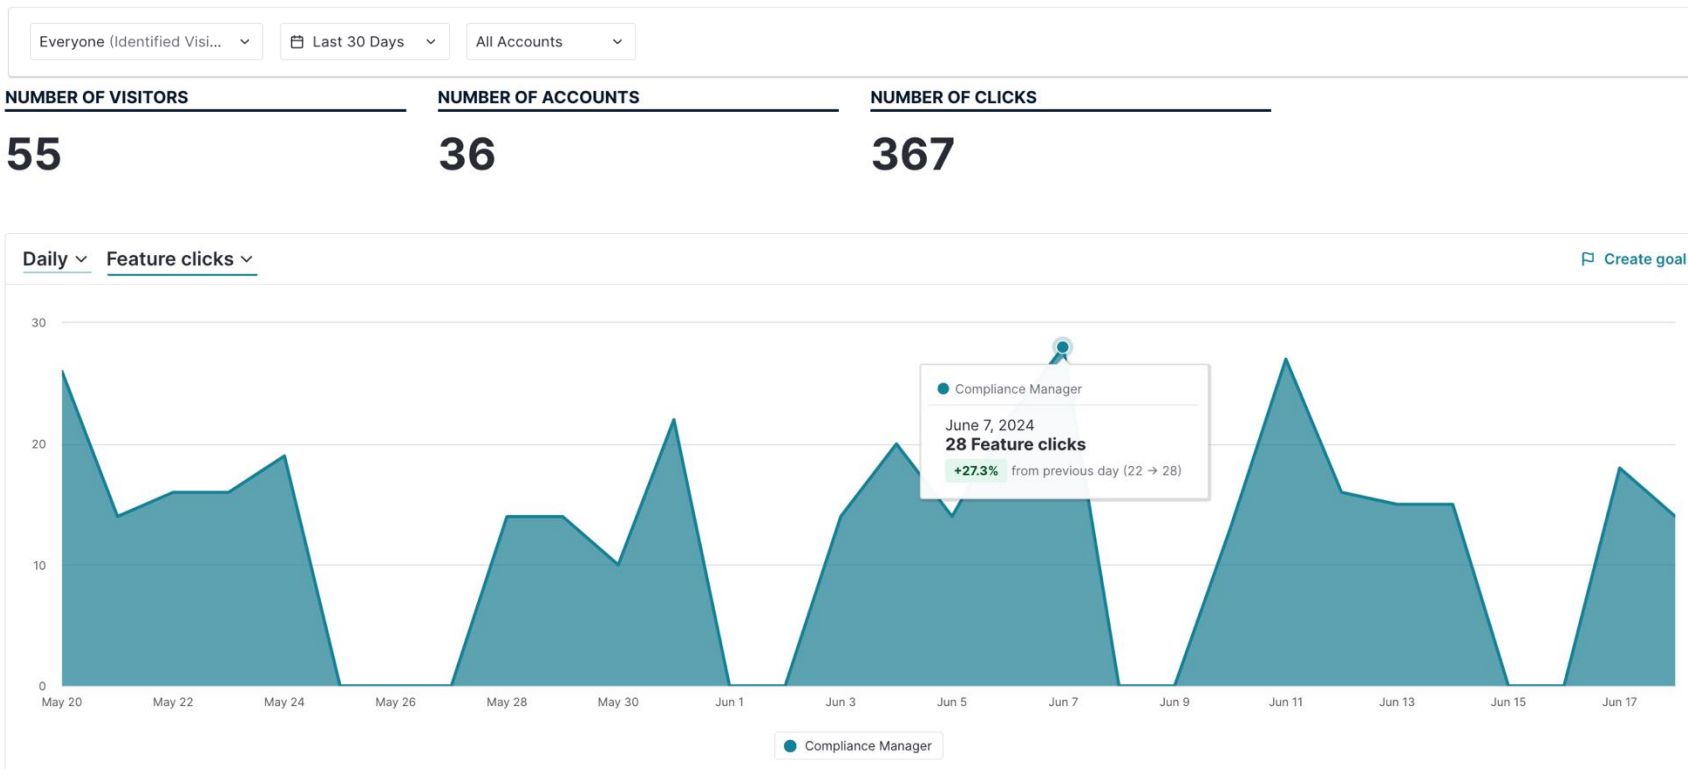 Everyone (Identified Visi... Last 30 Days All Accounts
NUMBER OF VISITORS NUMBER OF ACCOUNTS NUMBER OF CLICKS
55 36 367
Daily Feature clicks Create goal
30
Compliance Manager
June 7, 2024
28 Feature clicks
+27.3% from previous day (22 → 28)
20
10
0
May 20 May 22 May 24 May 26 May 28 May 30 Jun 1 Jun 3 Jun 5 Jun 7 Jun 9 Jun 11 Jun 13 Jun 15 Jun 17
Compliance Manager